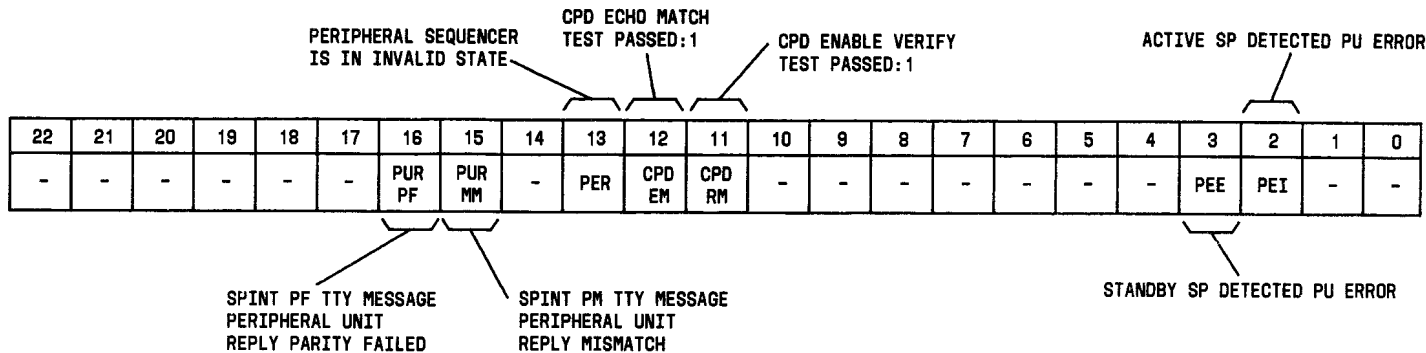 CPD ECHO MATCH
TEST PASSED:1
PERIPHERAL SEQUENCER
IS IN INVALID STATE
CPD ENABLE VERIFY
TEST PASSED:1
ACTIVE SP DETECTED PU ERROR
22 21 20 19 18 17 16 15 14 13 12 11 10 9 8 7 6 5 4 3 2 1 0
- - - - - - PUR PF PUR MM - PER CPD EM CPD RM - - - - - - - PEE PEI - -
SPINT PF TTY MESSAGE
PERIPHERAL UNIT
REPLY PARITY FAILED
SPINT PM TTY MESSAGE
PERIPHERAL UNIT
REPLY MISMATCH
STANDBY SP DETECTED PU ERROR